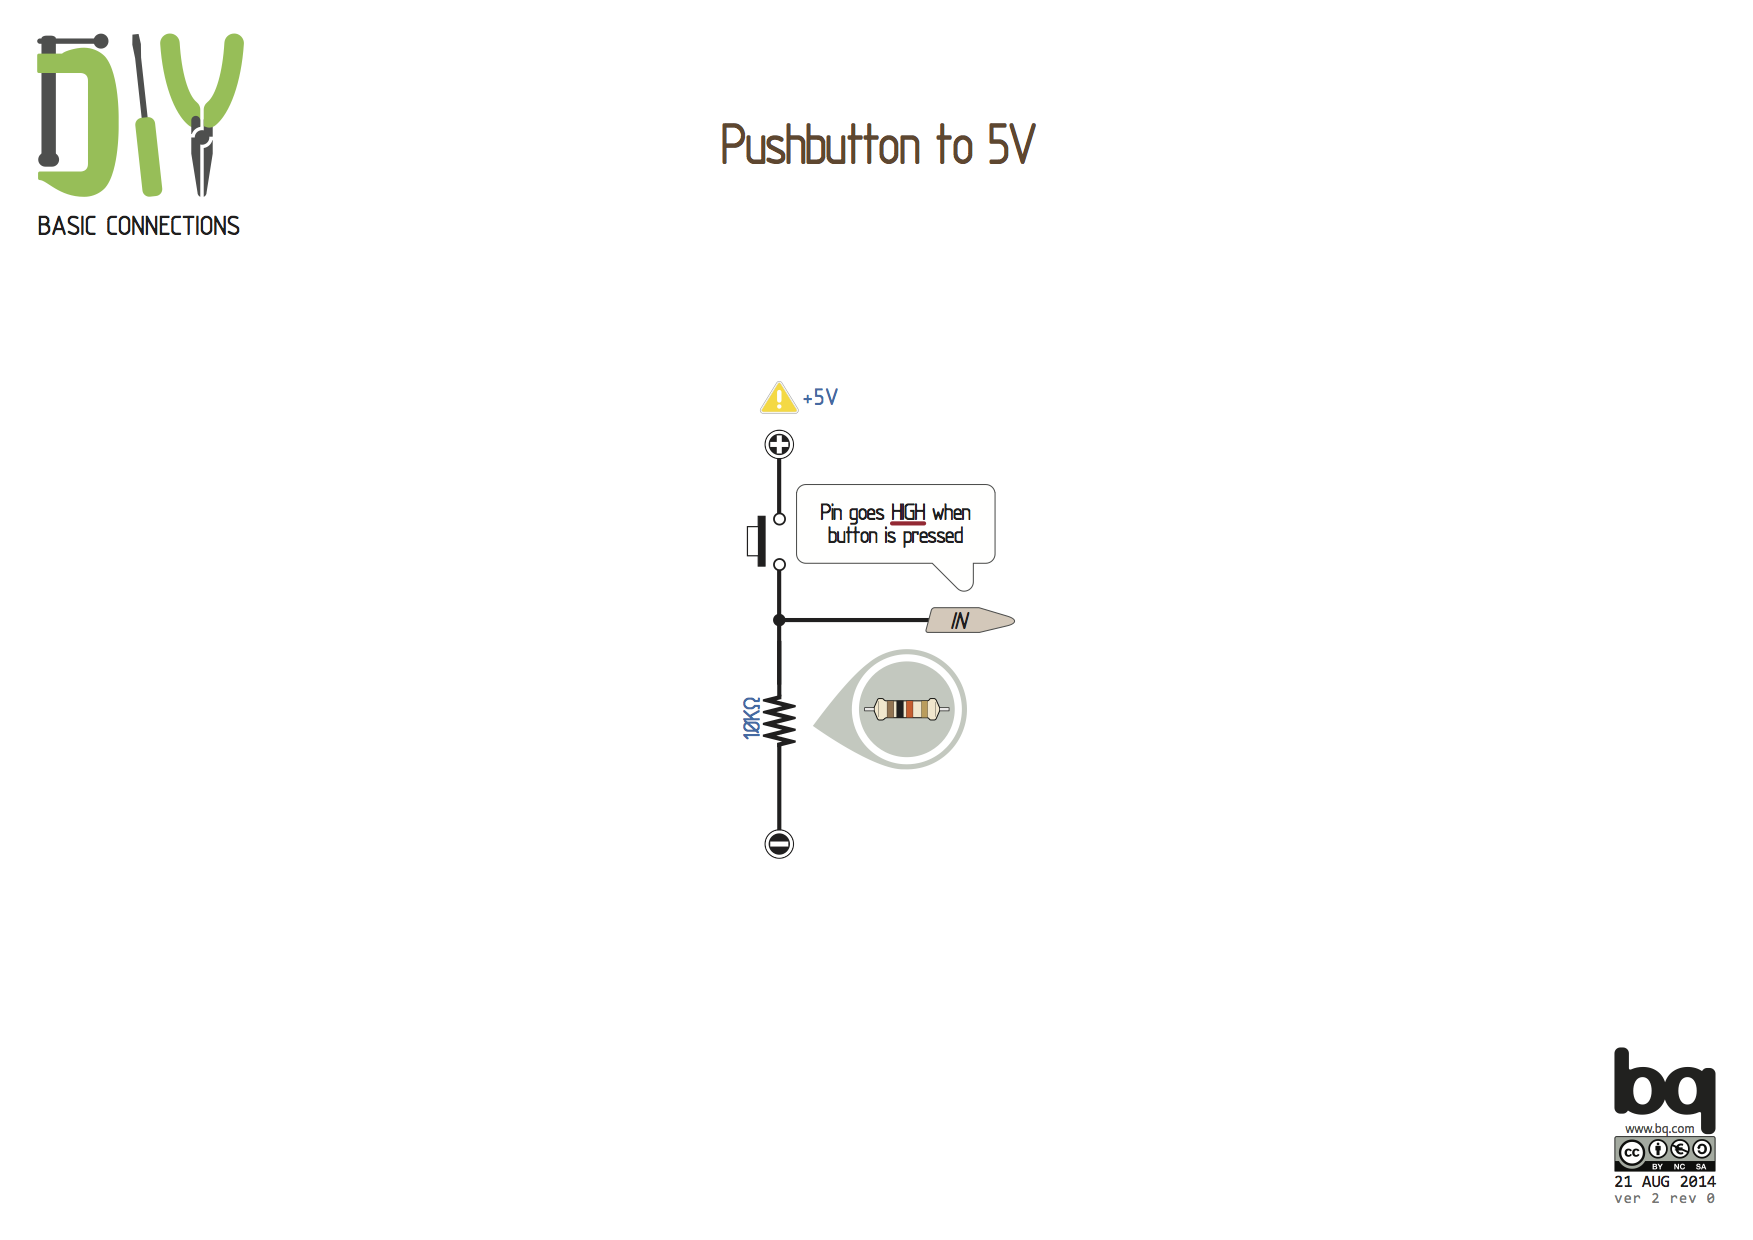 DIY
BASIC CONNECTIONS
Pushbutton to 5V
+5V
Pin goes HIGH when
button is pressed
IN
10KΩ
bq
www.bq.com
cc
BY NC SA
21 AUG 2014
ver 2 rev 0